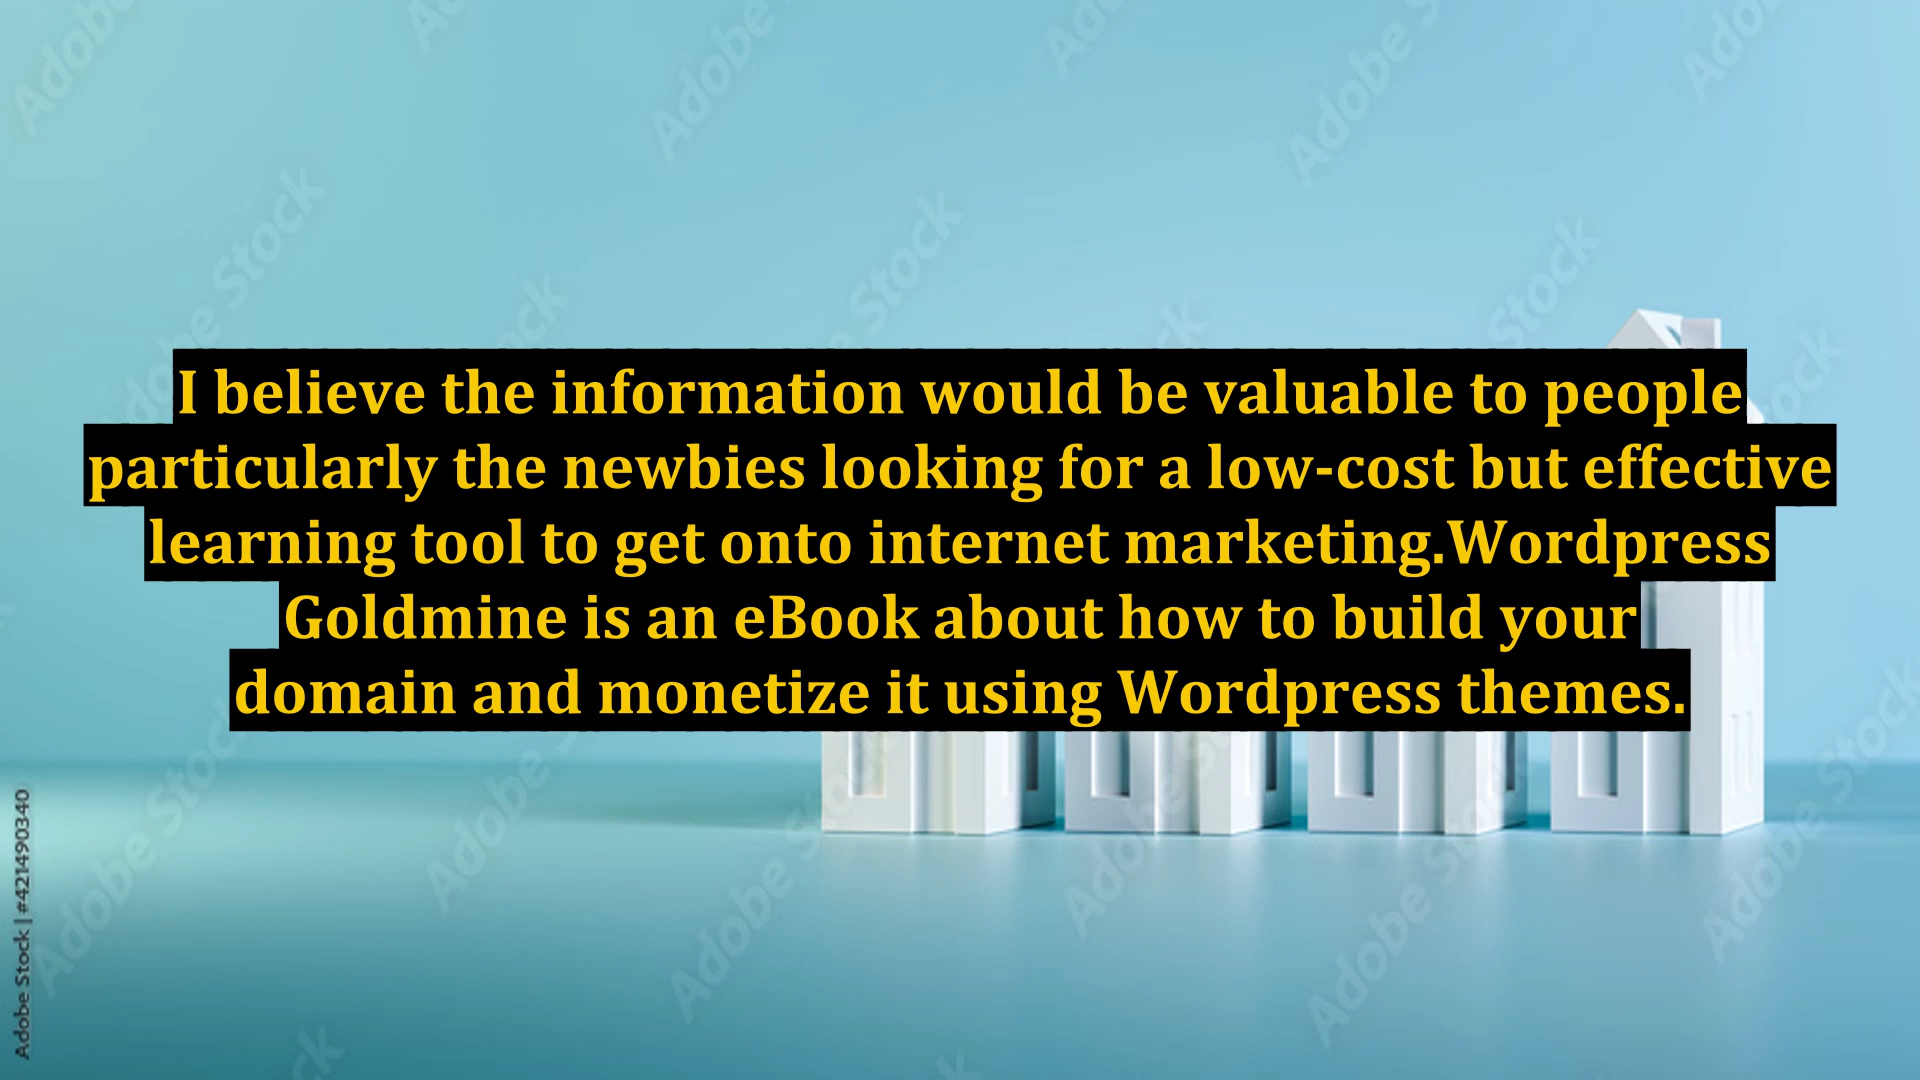 I believe the information would be valuable to people
particularly the newbies looking for a low-cost but effective
learning tool to get onto internet marketing.Wordpress
Goldmine is an eBook about how to build your
domain and monetize it using Wordpress themes.
Adobe Stock | #421490340
Adobe Stock